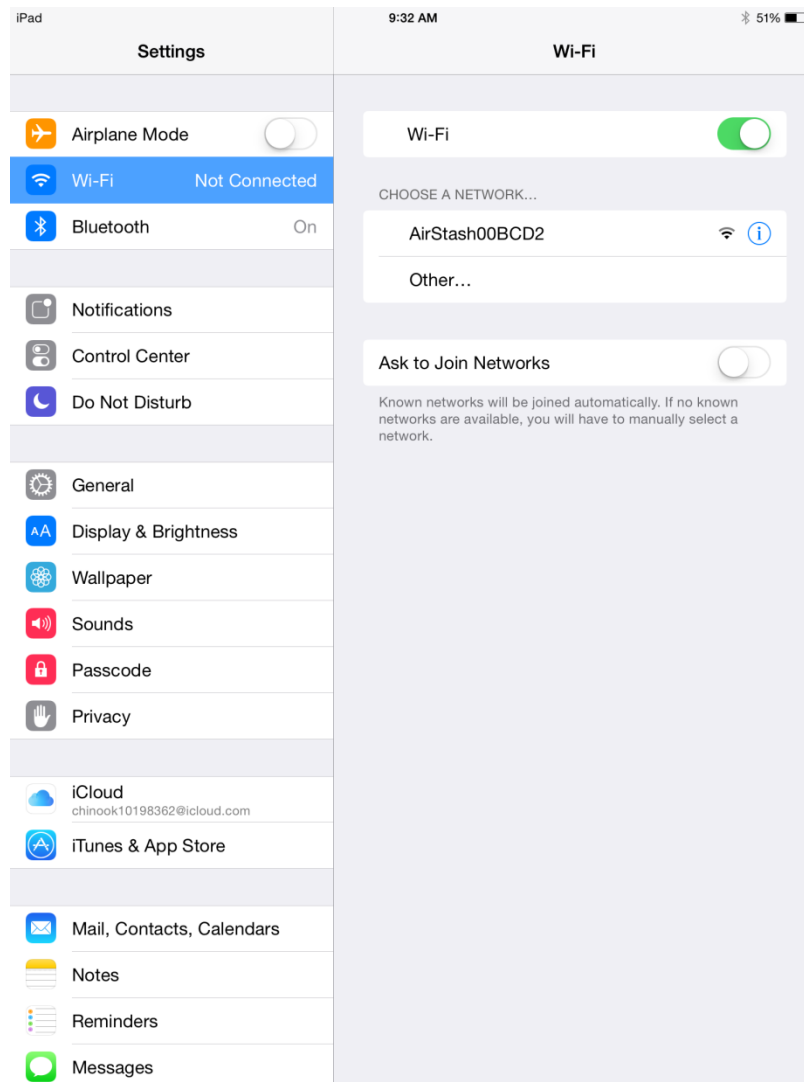 iPad 9:32 AM 51%
Settings
Wi-Fi
Airplane Mode
Wi-Fi Not Connected
Bluetooth On
Notifications
Control Center
Do Not Disturb
General
AA Display & Brightness
Wallpaper
Sounds
Passcode
Privacy
iCloud
chinook10198362@icloud.com
iTunes & App Store
Mail, Contacts, Calendars
Notes
Reminders
Messages
Wi-Fi
CHOOSE A NETWORK...
AirStash00BCD2
Other...
Ask to Join Networks
Known networks will be joined automatically. If no known
networks are available, you will have to manually select a
network.